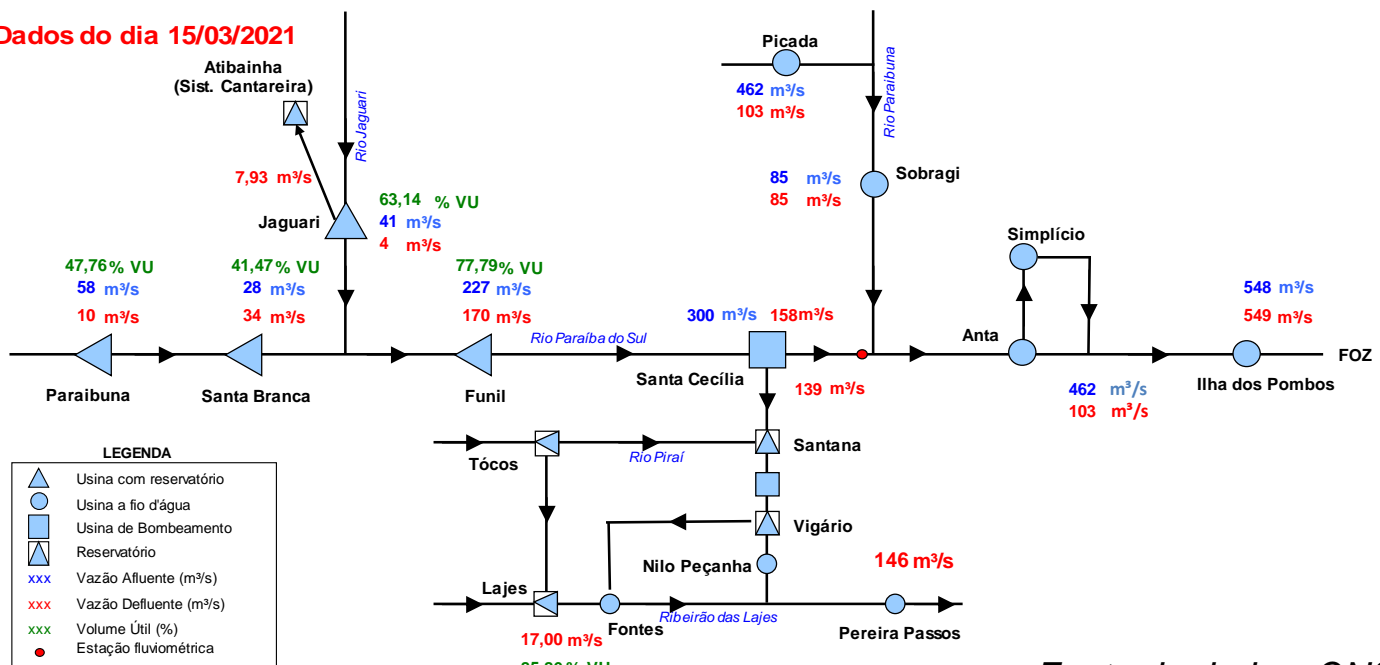 Dados do dia 15/03/2021
Atibainha
(Sist. Cantareira)
Rio Jaguari
7,93 m³/s
Jaguari
63,14 % VU
41 m³/s
4 m³/s
Picada
462 m³/s
103 m³/s
Rio Paraibuna
85 m³/s
85 m³/s
Sobragi
47,76% VU
58 m³/s
10 m³/s
Paraibuna
41,47% VU
28 m³/s
34 m³/s
Santa Branca
77,79% VU
227 m³/s
170 m³/s
Funil
Rio Paraíba do Sul
300 m³/s 158m³/s
Santa Cecília
139 m³/s
Simplício
Anta
462 m³/s
103 m³/s
548 m³/s
549 m³/s
Ilha dos Pombos
FOZ
Tócos
Rio Piraí
Santana
Vigário
Nilo Peçanha
146 m³/s
Lajes
Fontes
Ribeirão das Lajes
Pereira Passos
17,00 m³/s
LEGENDA
Usina com reservatório
Usina a fio d'água
Usina de Bombeamento
Reservatório
xxx Vazão Afluente (m³/s)
xxx Vazão Defluente (m³/s)
xxx Volume Útil (%)
Estação fluviométrica